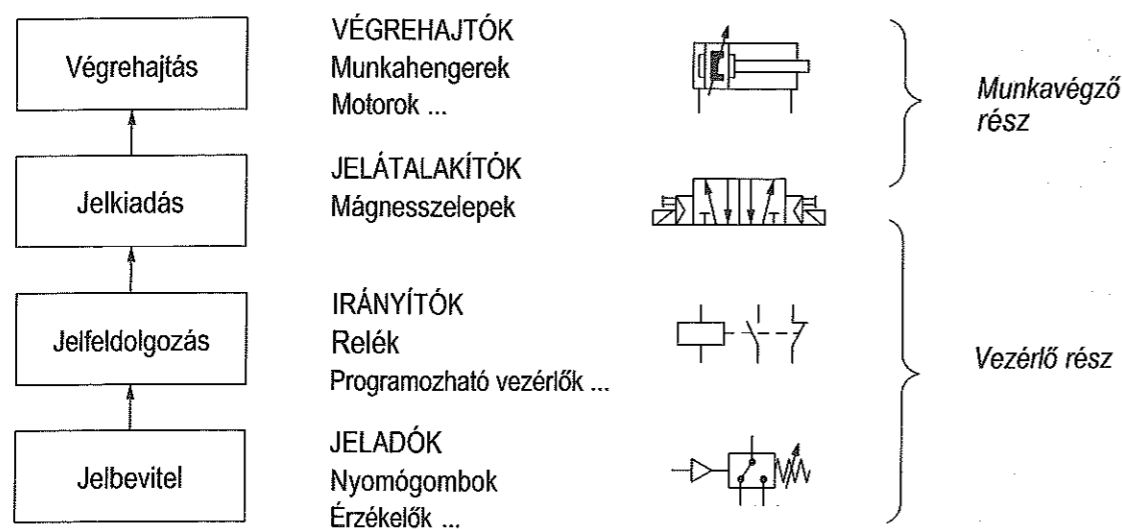 Végrehajtás
VÉGREHAJTÓK
Munkahengerek
Motorok ...
Munkavégző
rész
Jelkiadás
JELÁTALAKÍTÓK
Mágnesszelepek
Jelfeldolgozás
IRÁNYÍTÓK
Relék
Programozható vezérlők ...
Vezérlő rész
Jelbevitel
JELADÓK
Nyomógombok
Érzékelők ...